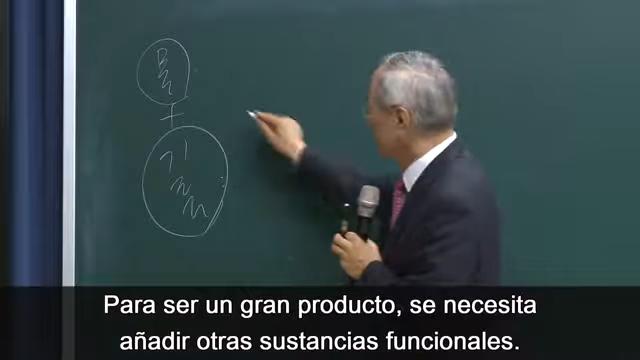 +
Para ser un gran producto, se necesita
añadir otras sustancias funcionales.